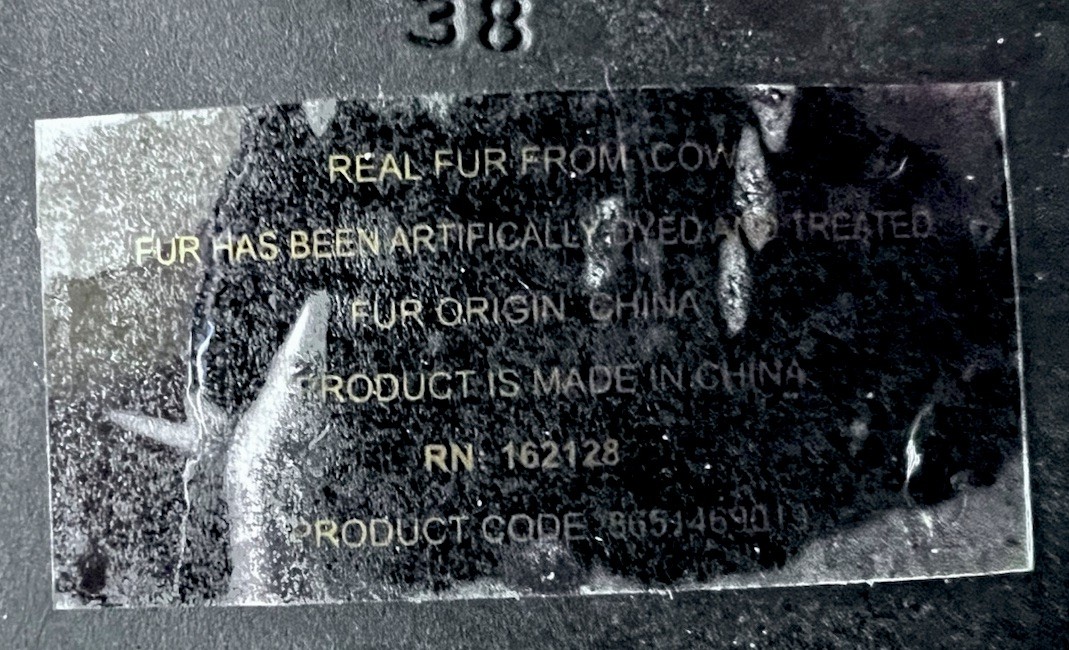 38
REAL FUR FROM COW
FUR HAS BEEN ARTIFICALLY DYED AND TREATED
FUR ORIGIN CHINA
PRODUCT IS MADE IN CHINA
RN: 162128
PRODUCT CODE